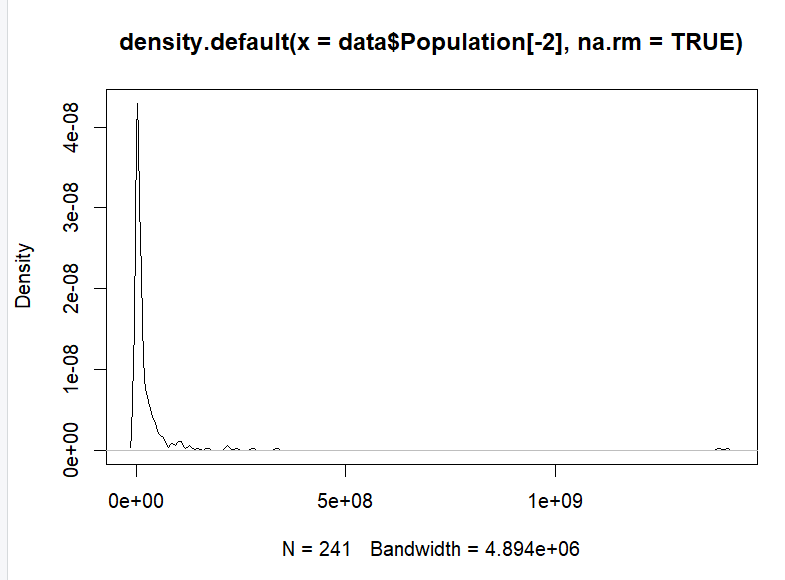 density.default(x = data$Population[-2], na.rm = TRUE)
Density
4e-08
3e-08
2e-08
1e-08
0e+00
0e+00 5e+08 1e+09
N = 241 Bandwidth = 4.894e+06